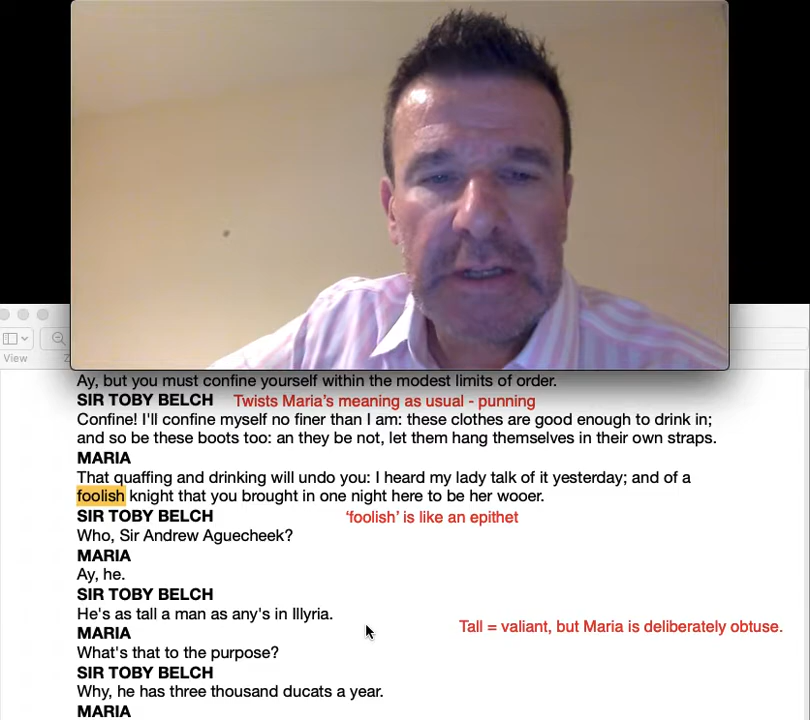 View
Z
Ay, but you must confine yourself within the modest limits of order.
SIR TOBY BELCH Twists Maria's meaning as usual - punning
Confine! I'll confine myself no finer than I am: these clothes are good enough to drink in;
and so be these boots too: an they be not, let them hang themselves in their own straps.
MARIA
That quaffing and drinking will undo you: I heard my lady talk of it yesterday; and of a
foolish knight that you brought in one night here to be her wooer.
SIR TOBY BELCH 'foolish' is like an epithet
Who, Sir Andrew Aguecheek?
MARIA
Ay, he.
SIR TOBY BELCH
He's as tall a man as any's in Illyria.
Tall = valiant, but Maria is deliberately obtuse.
MARIA
What's that to the purpose?
SIR TOBY BELCH
Why, he has three thousand ducats a year.
MARIA